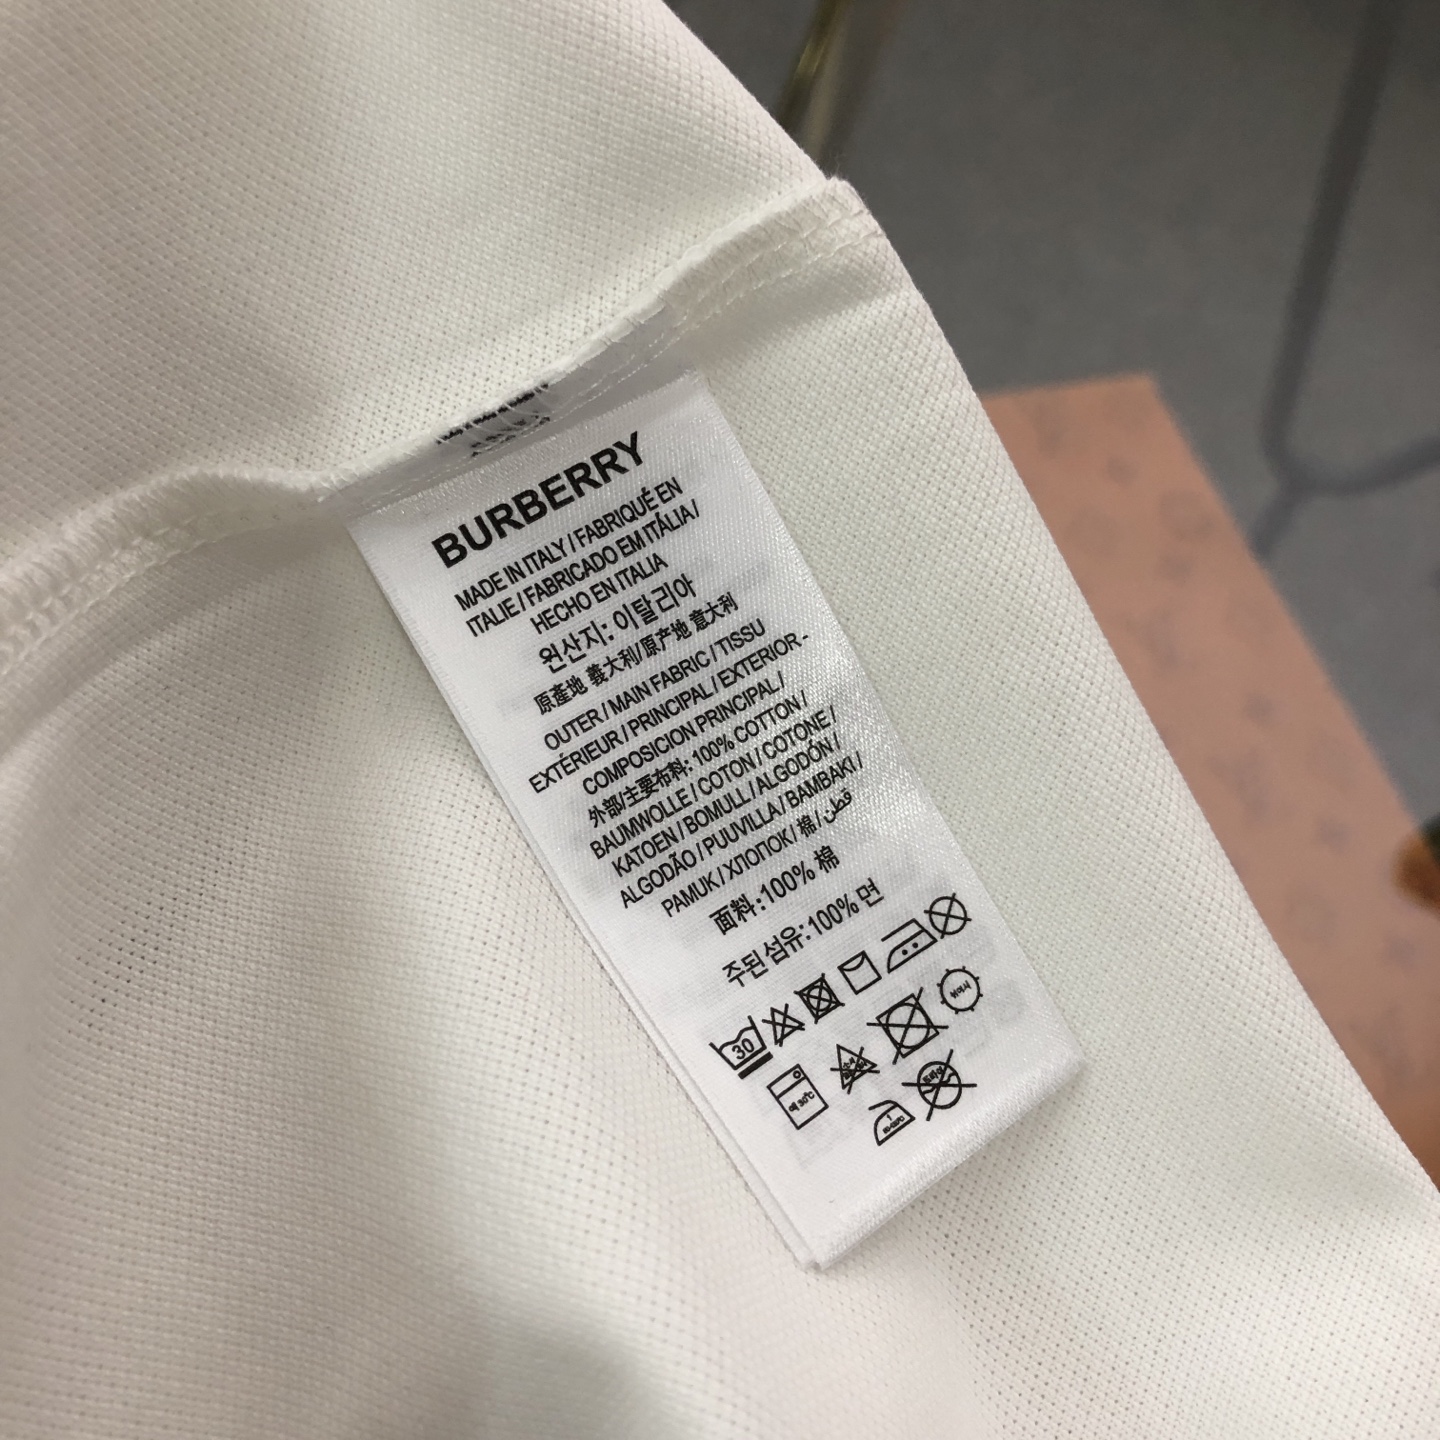 BURBERRY
MADE IN ITALY / FABRIQUÉ EN
ITALIE / FABRICADO EM ITÁLIA /
HECHO EN ITALIA
원산지: 이탈리아
原產地 義大利/原产地 意大利
OUTER / MAIN FABRIC / TISSU
EXTÉRIEUR / PRINCIPAL / EXTERIOR -
COMPOSICION PRINCIPAL /
外部/主要布料: 100% COTTON /
BAUMWOLLE / COTON / COTONE /
KATOEN / BOMULL / ALGODÓN /
ALGODÃO / PUUVILLA / BAMBAKI /
PAMUK / ХЛОПОК / 棉 / قطن
面料:100% 棉
주된 섬유:100% 면
30